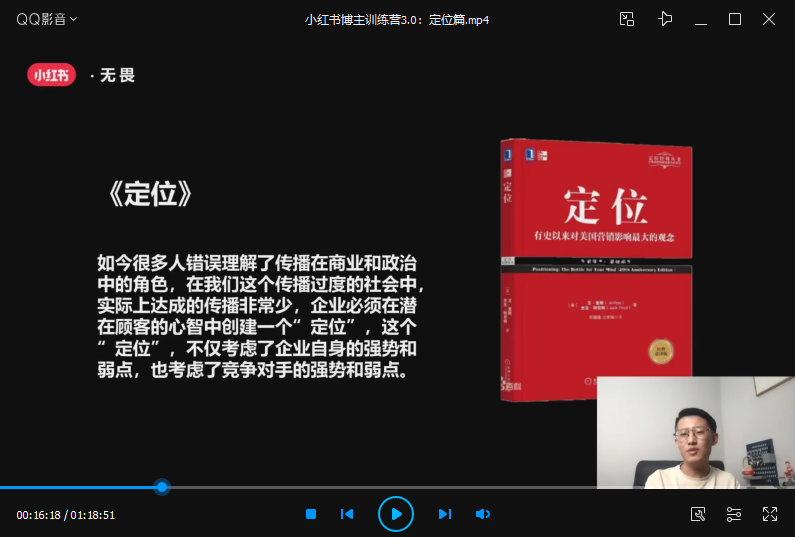 QQ影音
小红书博主训练营3.0：定位篇.mp4
小红书
· 无畏
《定位》
如今很多人错误理解了传播在商业和政治
中的角色，在我们这个传播过度的社会中，
实际上达成的传播非常少，企业必须在潜
在顾客的心智中创建一个“定位”，这个
“定位”，不仅考虑了企业自身的强势和
弱点，也考虑了竞争对手的强势和弱点。
定位
定位
有史以来对美国营销影响最大的观念
Positioning: The Battle for Your Mind (20th Anniversary Edition)
00:16:18 / 01:18:51